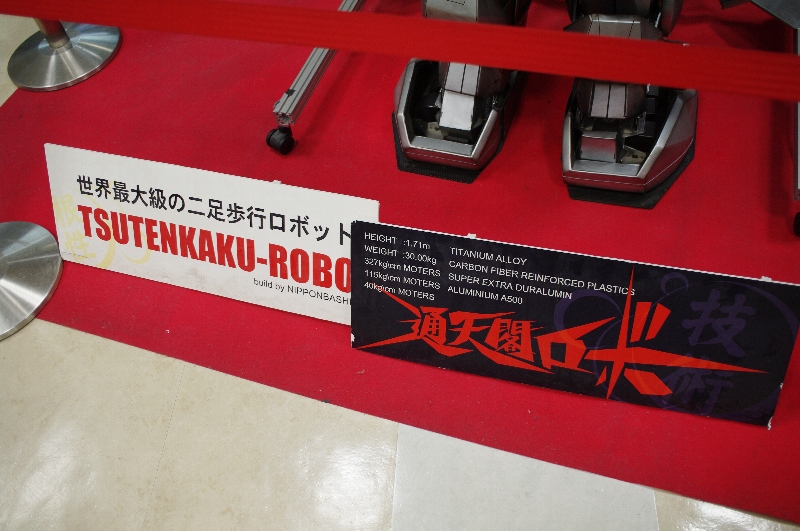 世界最大級の二足歩行ロボット
TSUTENKAKU-ROBO
build by NIPPONBASHI
HEIGHT :1.71m TITANIUM ALLOY
WEIGHT :30.00kg CARBON FIBER REINFORCED PLASTICS
327kg\cm MOTERS SUPER EXTRA DURALUMIN
115kg\cm MOTERS ALUMINIUM A500
40kg\cm MOTERS
通天閣ロボ
技術